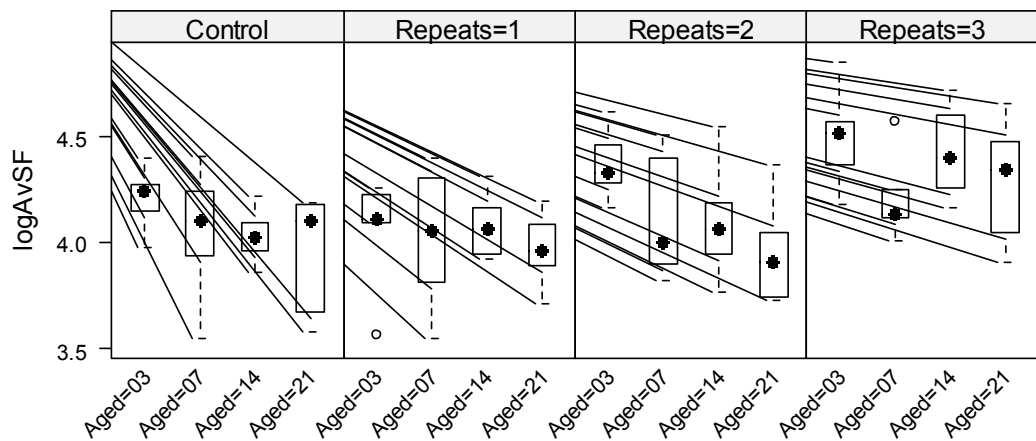 Control
Repeats=1
Repeats=2
Repeats=3
logAvSF
4.5
4.0
3.5
Aged=03
Aged=07
Aged=14
Aged=21
Aged=03
Aged=07
Aged=14
Aged=21
Aged=03
Aged=07
Aged=14
Aged=21
Aged=03
Aged=07
Aged=14
Aged=21